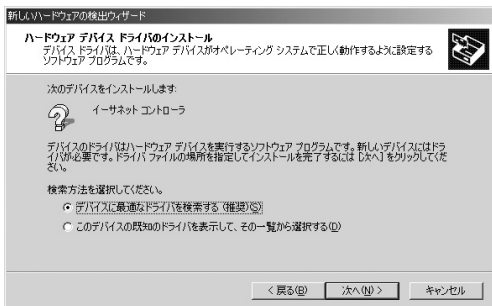 新しいハードウェアの検出ウィザード
ハードウェア デバイス ドライバのインストール
デバイス ドライバは、ハードウェア デバイスがオペレーティング システムで正しく動作するように設定する
ソフトウェア プログラムです。
次のデバイスをインストールします:
イーサネット コントローラ
デバイスのドライバはハードウェア デバイスを実行するソフトウェア プログラムです。新しいデバイスにはドラ
イバが必要です。ドライバ ファイルの場所を指定してインストールを完了するには [次へ] をクリックしてくだ
さい。
検索方法を選択してください。
デバイスに最適なドライバを検索する (推奨)(S)
このデバイスの既知のドライバを表示して、その一覧から選択する(D)
< 戻る(B) 次へ(N) > キャンセル